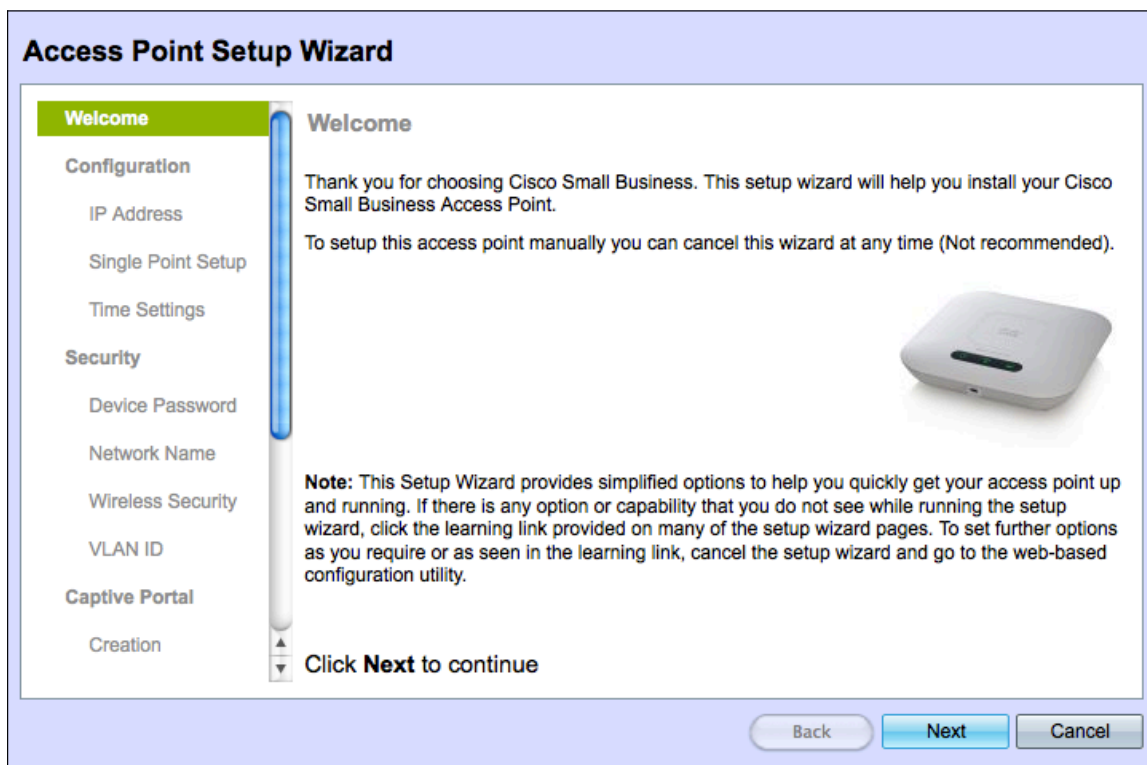 Access Point Setup Wizard
Welcome
Configuration
IP Address
Single Point Setup
Time Settings
Security
Device Password
Network Name
Wireless Security
VLAN ID
Captive Portal
Creation
Welcome
Thank you for choosing Cisco Small Business. This setup wizard will help you install your Cisco
Small Business Access Point.
To setup this access point manually you can cancel this wizard at any time (Not recommended).
Note: This Setup Wizard provides simplified options to help you quickly get your access point up
and running. If there is any option or capability that you do not see while running the setup
wizard, click the learning link provided on many of the setup wizard pages. To set further options
as you require or as seen in the learning link, cancel the setup wizard and go to the web-based
configuration utility.
Click Next to continue
Back
Next
Cancel